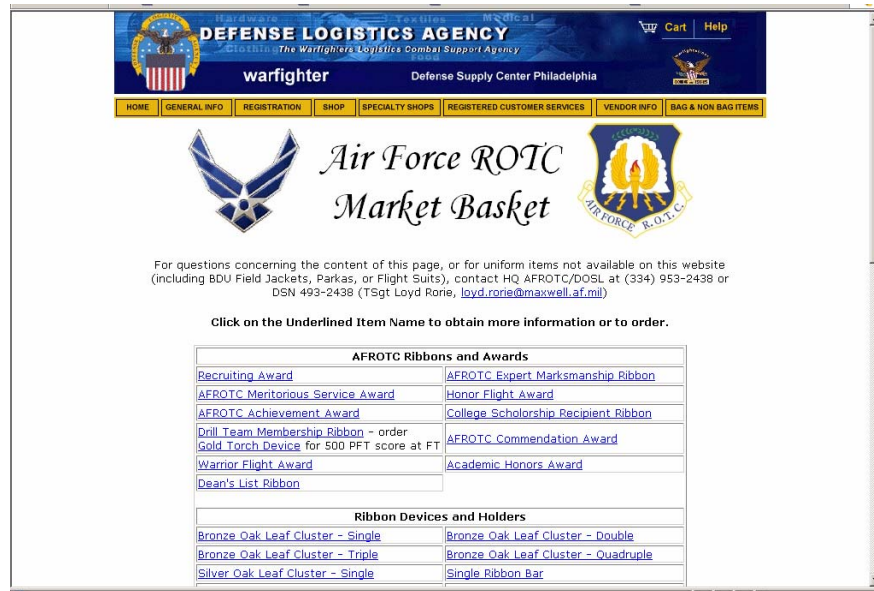 Hardware Textiles Medical
DEFENSE LOGISTICS AGENCY
Clothing The Warfighters Logistics Combat Support Agency
FOOD
Cart | Help
warfighter
Defense Supply Center Philadelphia
HOME GENERAL INFO REGISTRATION SHOP SPECIALTY SHOPS REGISTERED CUSTOMER SERVICES VENDOR INFO BAG & NON BAG ITEMS
Air Force ROTC
Market Basket
AIR FORCE R.O.T.C.
For questions concerning the content of this page, or for uniform items not available on this website
(including BDU Field Jackets, Parkas, or Flight Suits), contact HQ AFROTC/DOSL at (334) 953-2438 or
DSN 493-2438 (TSgt Loyd Rorie, loyd.rorie@maxwell.af.mil)
Click on the Underlined Item Name to obtain more information or to order.
AFROTC Ribbons and Awards
Recruiting Award AFROTC Expert Marksmanship Ribbon
AFROTC Meritorious Service Award Honor Flight Award
AFROTC Achievement Award College Scholorship Recipient Ribbon
Drill Team Membership Ribbon - order
Gold Torch Device for 500 PFT score at FT AFROTC Commendation Award
Warrior Flight Award Academic Honors Award
Dean's List Ribbon
Ribbon Devices and Holders
Bronze Oak Leaf Cluster - Single Bronze Oak Leaf Cluster - Double
Bronze Oak Leaf Cluster - Triple Bronze Oak Leaf Cluster - Quadruple
Silver Oak Leaf Cluster - Single Single Ribbon Bar